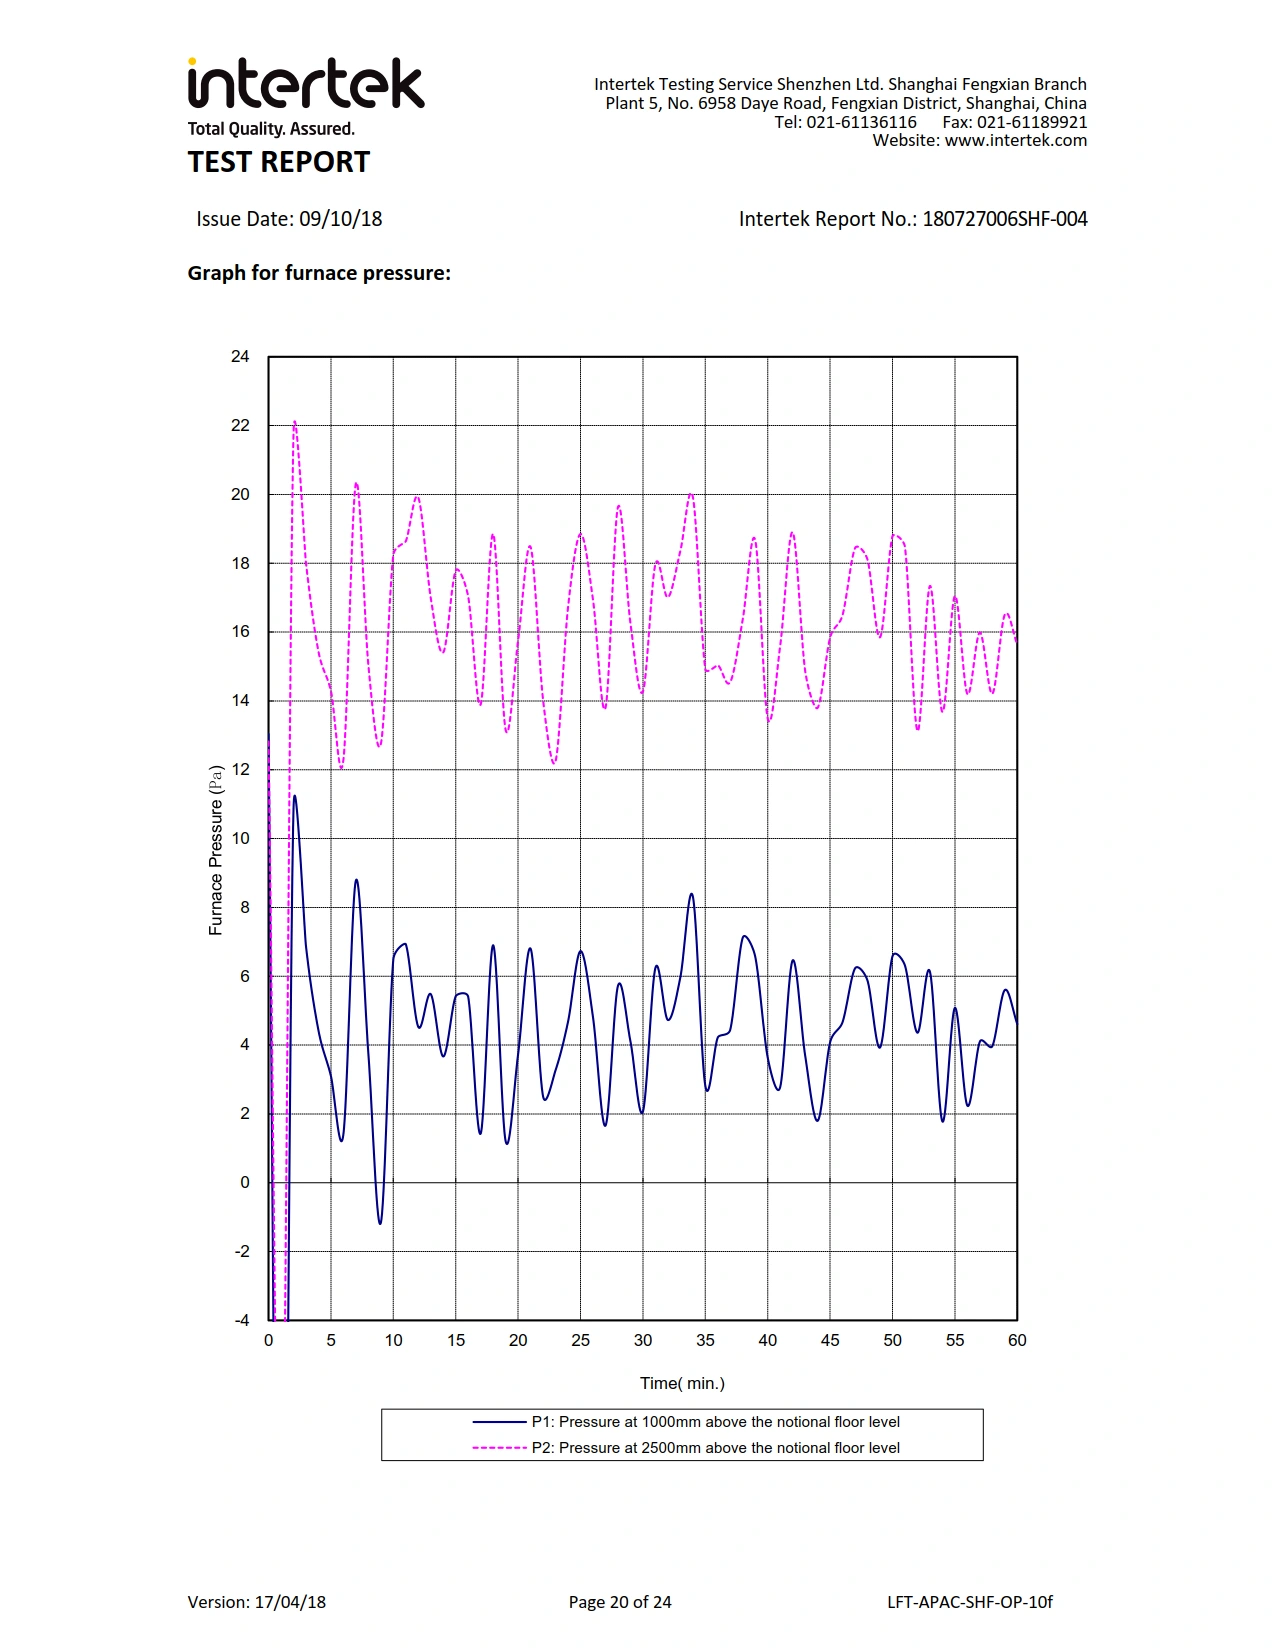 intertek
Total Quality. Assured.
TEST REPORT
Intertek Testing Service Shenzhen Ltd. Shanghai Fengxian Branch
Plant 5, No. 6958 Daye Road, Fengxian District, Shanghai, China
Tel: 021-61136116 Fax: 021-61189921
Website: www.intertek.com
Issue Date: 09/10/18 Intertek Report No.: 180727006SHF-004
Graph for furnace pressure:
24
22
20
18
16
14
12
10
8
6
4
2
0
-2
-4
Furnace Pressure (Pa)
0 5 10 15 20 25 30 35 40 45 50 55 60
Time( min.)
P1: Pressure at 1000mm above the notional floor level
P2: Pressure at 2500mm above the notional floor level
Version: 17/04/18 Page 20 of 24 LFT-APAC-SHF-OP-10f